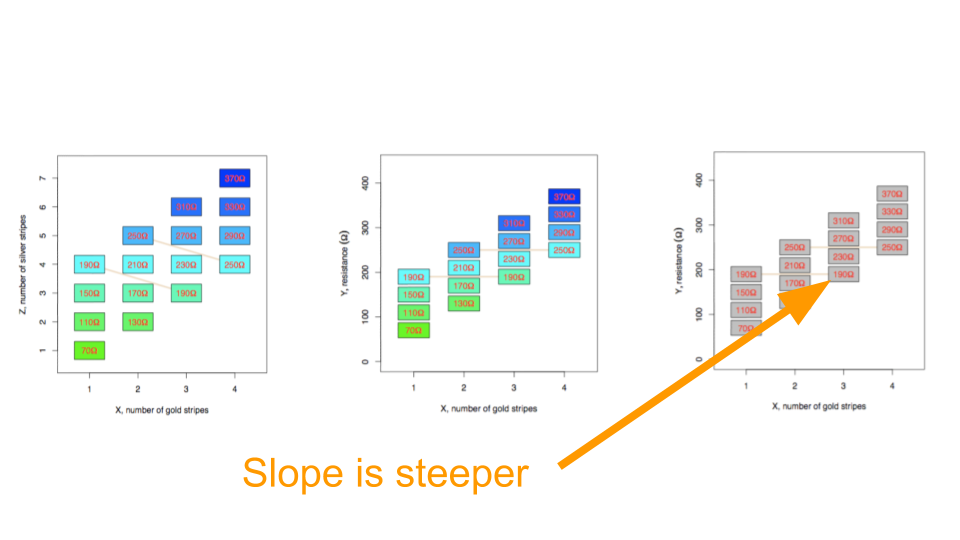 7
6
5
4
3
2
1
Z, number of silver stripes
370Ω
310Ω 330Ω
250Ω 270Ω 290Ω
190Ω 210Ω 230Ω 250Ω
150Ω 170Ω 190Ω
110Ω 130Ω
70Ω
1 2 3 4
X, number of gold stripes
400
300
200
100
0
Y, resistance (Ω)
370Ω
310Ω 330Ω
250Ω 270Ω 290Ω
190Ω 210Ω 230Ω 250Ω
150Ω 170Ω 190Ω
110Ω 130Ω
70Ω
1 2 3 4
X, number of gold stripes
400
300
200
100
0
Y, resistance (Ω)
370Ω
310Ω 330Ω
250Ω 270Ω 290Ω
190Ω 210Ω 230Ω 250Ω
150Ω 170Ω 190Ω
110Ω
70Ω
1 2 3 4
X, number of gold stripes
Slope is steeper